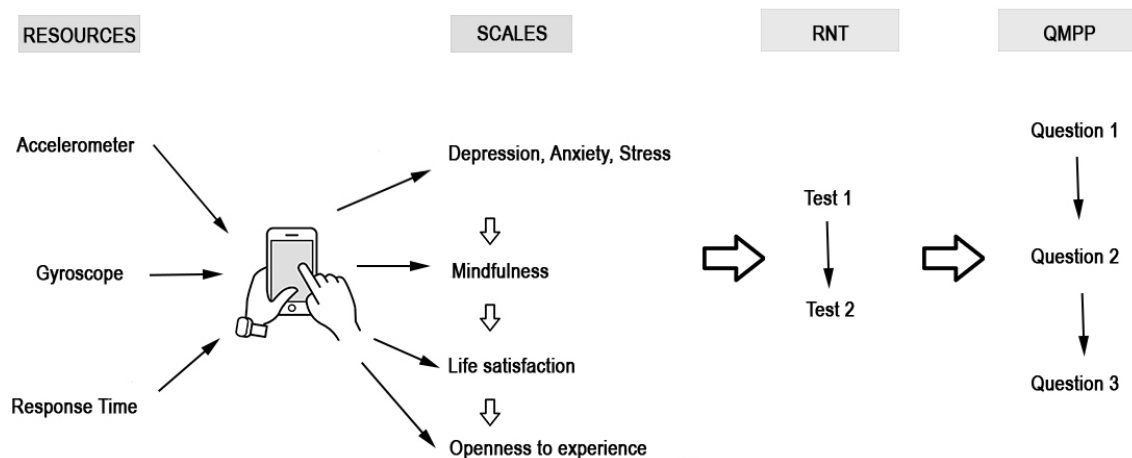 RESOURCES
SCALES
RNT
QMPP
Accelerometer
Gyroscope
Response Time
Depression, Anxiety, Stress
Mindfulness
Life satisfaction
Openness to experience
Test 1
Test 2
Question 1
Question 2
Question 3